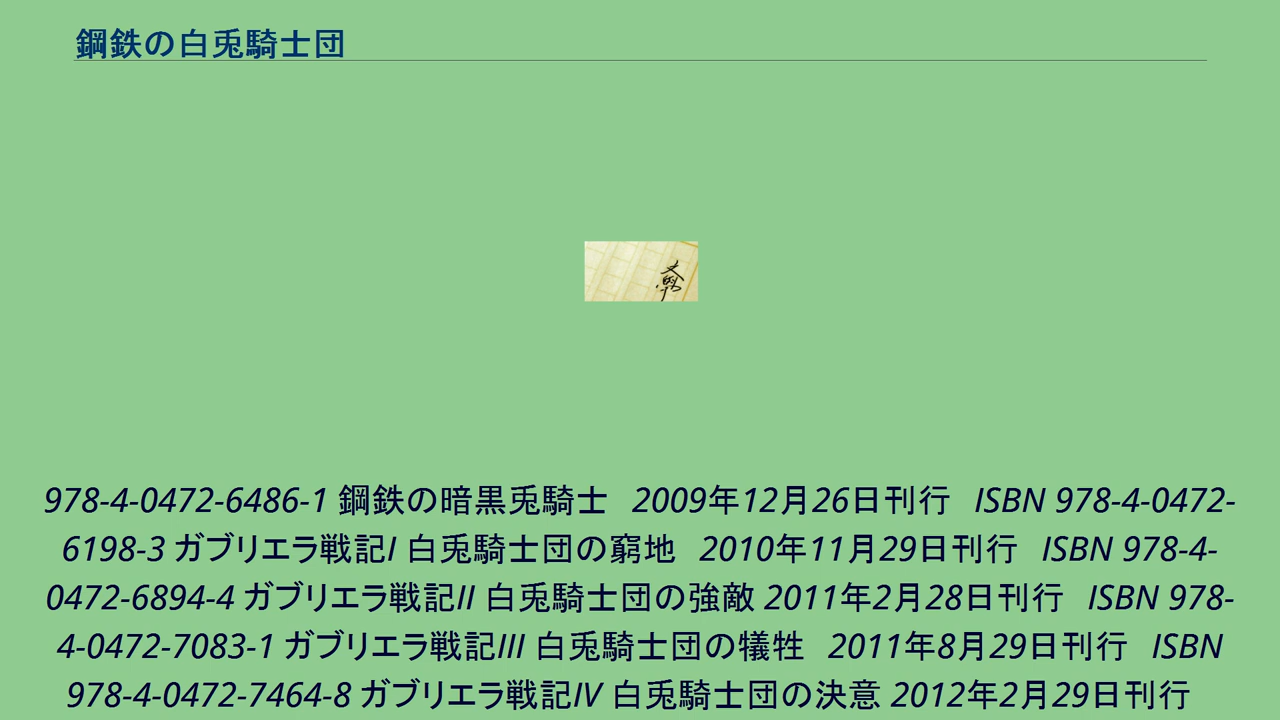 鋼鉄の白兎騎士団
978-4-0472-6486-1 鋼鉄の暗黒兎騎士 2009年12月26日刊行 ISBN 978-4-0472-
6198-3 ガブリエラ戦記I 白兎騎士団の窮地 2010年11月29日刊行 ISBN 978-4-
0472-6894-4 ガブリエラ戦記II 白兎騎士団の強敵 2011年2月28日刊行 ISBN 978-
4-0472-7083-1 ガブリエラ戦記III 白兎騎士団の犠牲 2011年8月29日刊行 ISBN
978-4-0472-7464-8 ガブリエラ戦記IV 白兎騎士団の決意 2012年2月29日刊行